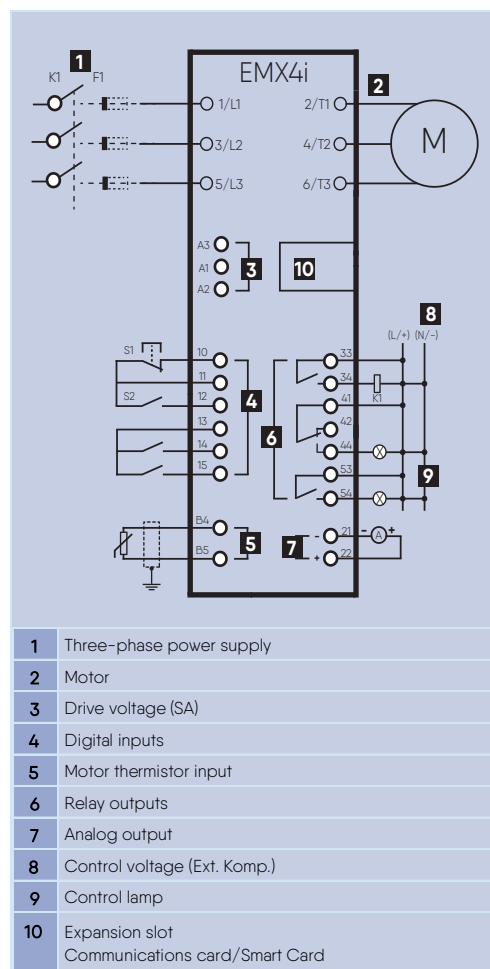 1
K1 F1
EMX4i
2
1/L1 2/T1
M
3/L2 4/T2
5/L3 6/T3
A3
A1 3 10
A2
8
(L/+) (N/-)
S1 10 33
11 34
K1
S2 12 4 41
13 42
6
14 44
9
15 53
54
B4 21 - A +
5 7 -
B5 + 22
1 Three-phase power supply
2 Motor
3 Drive voltage (SA)
4 Digital inputs
5 Motor thermistor input
6 Relay outputs
7 Analog output
8 Control voltage (Ext. Komp.)
9 Control lamp
10 Expansion slot
Communications card/Smart Card